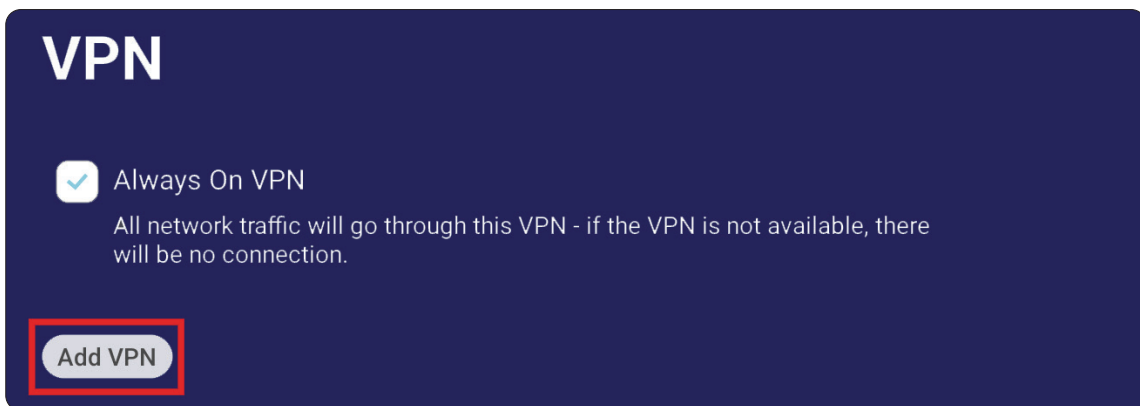 VPN
Always On VPN
All network traffic will go through this VPN - if the VPN is not available, there
will be no connection.
Add VPN